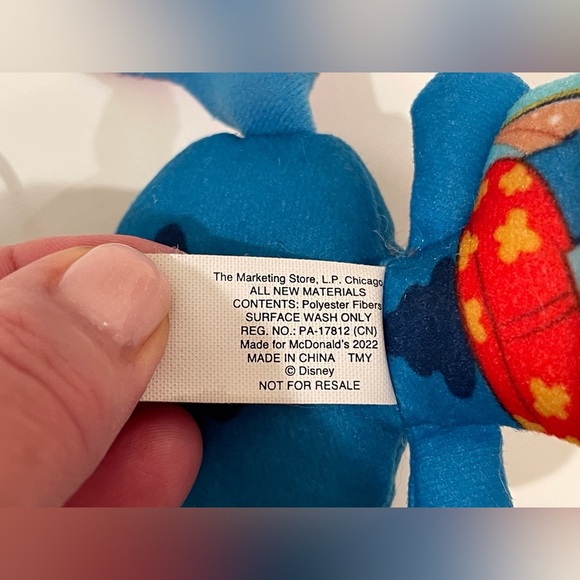 The Marketing Store, L.P. Chicago
ALL NEW MATERIALS
CONTENTS: Polyester Fibers
SURFACE WASH ONLY
REG. NO.: PA-17812 (CN)
Made for McDonald's 2022
MADE IN CHINA TMY
© Disney
NOT FOR RESALE